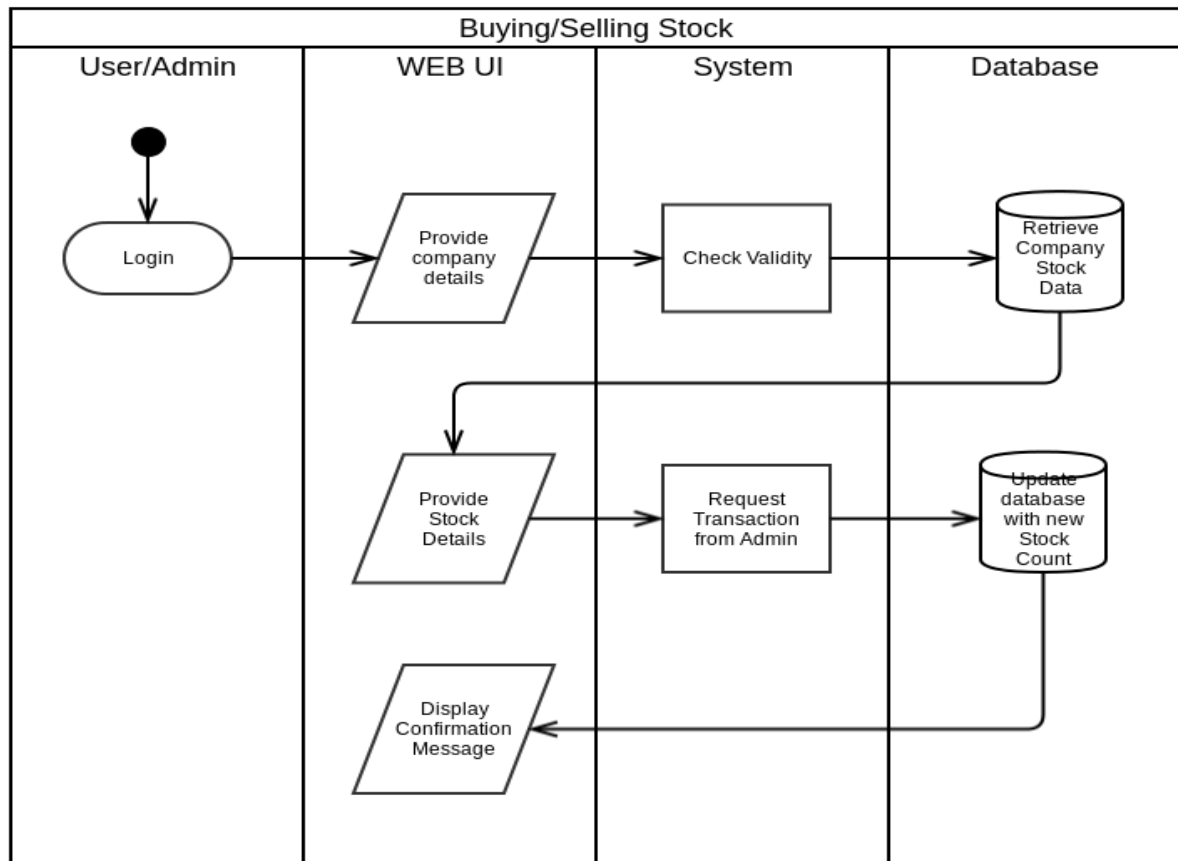 Buying/Selling Stock
User/Admin
WEB UI
System
Database
Login
Provide
company
details
Check Validity
Retrieve
Company
Stock
Data
Provide
Stock
Details
Request
Transaction
from Admin
Update
database
with new
Stock
Count
Display
Confirmation
Message